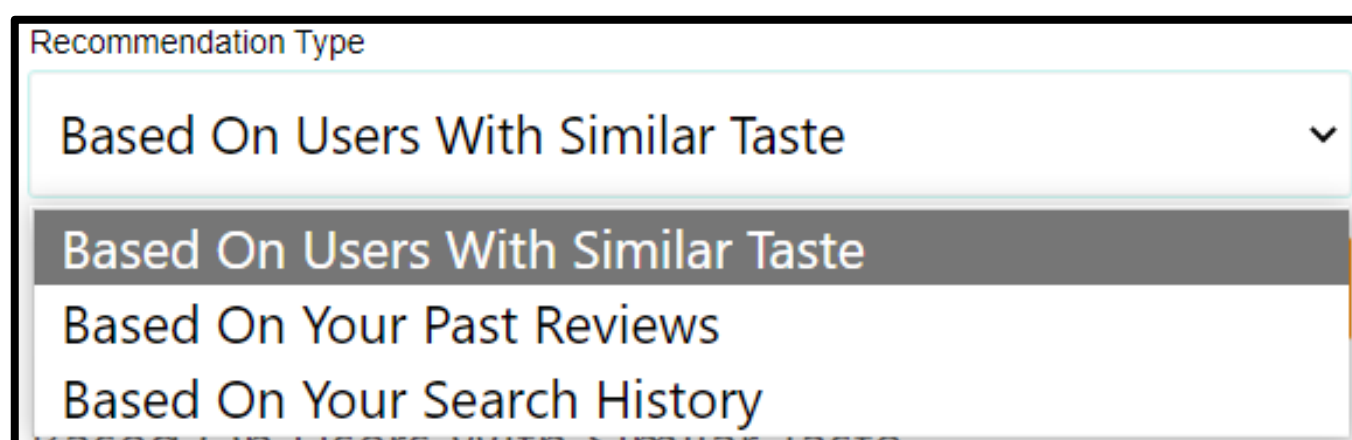 Recommendation Type
Based On Users With Similar Taste
Based On Users With Similar Taste
Based On Your Past Reviews
Based On Your Search History